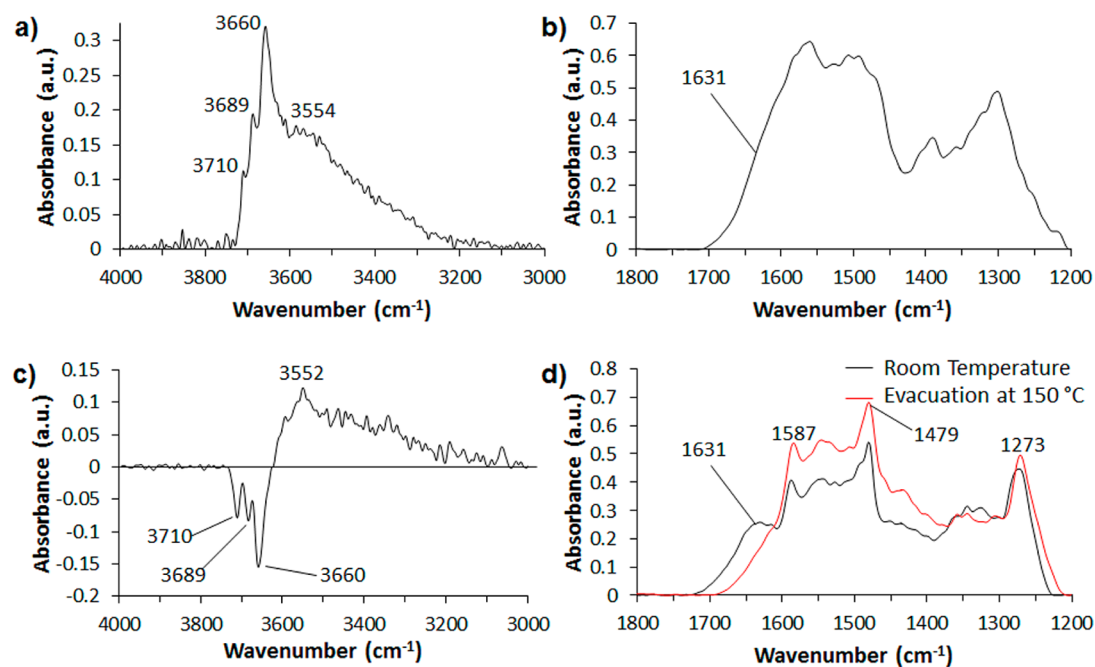 a)
3660
3689
3710
3554
Absorbance (a.u.)
0.3
0.25
0.2
0.15
0.1
0.05
0
4000 3800 3600 3400 3200 3000
Wavenumber (cm-1)
b)
1631
Absorbance (a.u.)
0.7
0.6
0.5
0.4
0.3
0.2
0.1
0
1800 1700 1600 1500 1400 1300 1200
Wavenumber (cm-1)
c)
3552
3710
3689
3660
Absorbance (a.u.)
0.15
0.1
0.05
0
-0.05
-0.1
-0.15
-0.2
4000 3800 3600 3400 3200 3000
Wavenumber (cm-1)
d)
Room Temperature
Evacuation at 150 °C
1631
1587
1479
1273
Absorbance (a.u.)
0.8
0.7
0.6
0.5
0.4
0.3
0.2
0.1
0
1800 1700 1600 1500 1400 1300 1200
Wavenumber (cm-1)